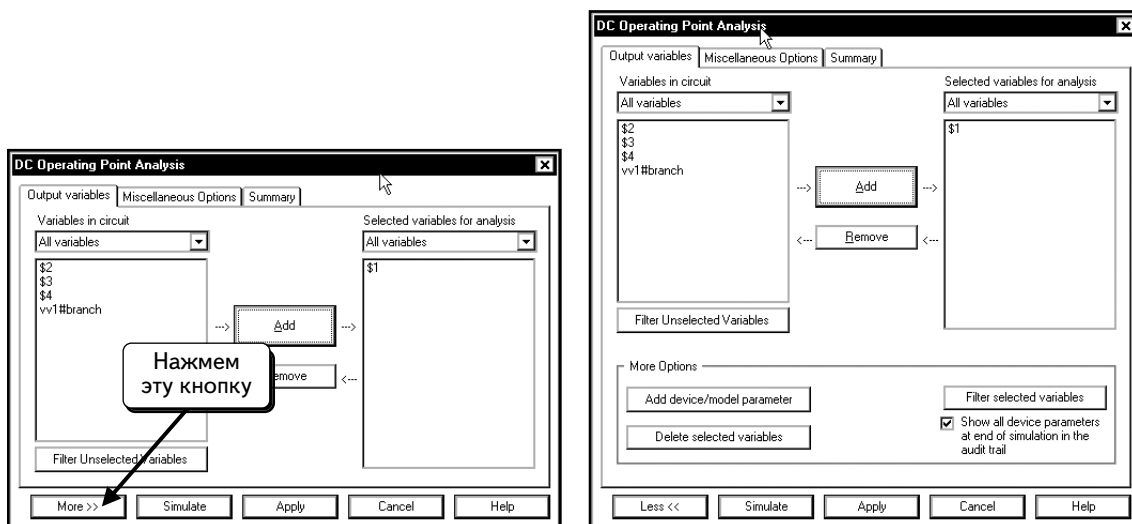 DC Operating Point Analysis
Output variables Miscellaneous Options Summary
Variables in circuit Selected variables for analysis
All variables All variables
$2 $1
$3
$4
vv1#branch
---> Add --->
<---
emove
Нажмем
эту кнопку
Filter Unselected Variables
More >> Simulate Apply Cancel Help
DC Operating Point Analysis
Output variables Miscellaneous Options Summary
Variables in circuit Selected variables for analysis
All variables All variables
$2 $1
$3
$4
vv1#branch
---> Add --->
<--- Remove <---
Filter Unselected Variables
More Options
Add device/model parameter Filter selected variables
Delete selected variables
Show all device parameters
at end of simulation in the
audit trail
Less << Simulate Apply Cancel Help